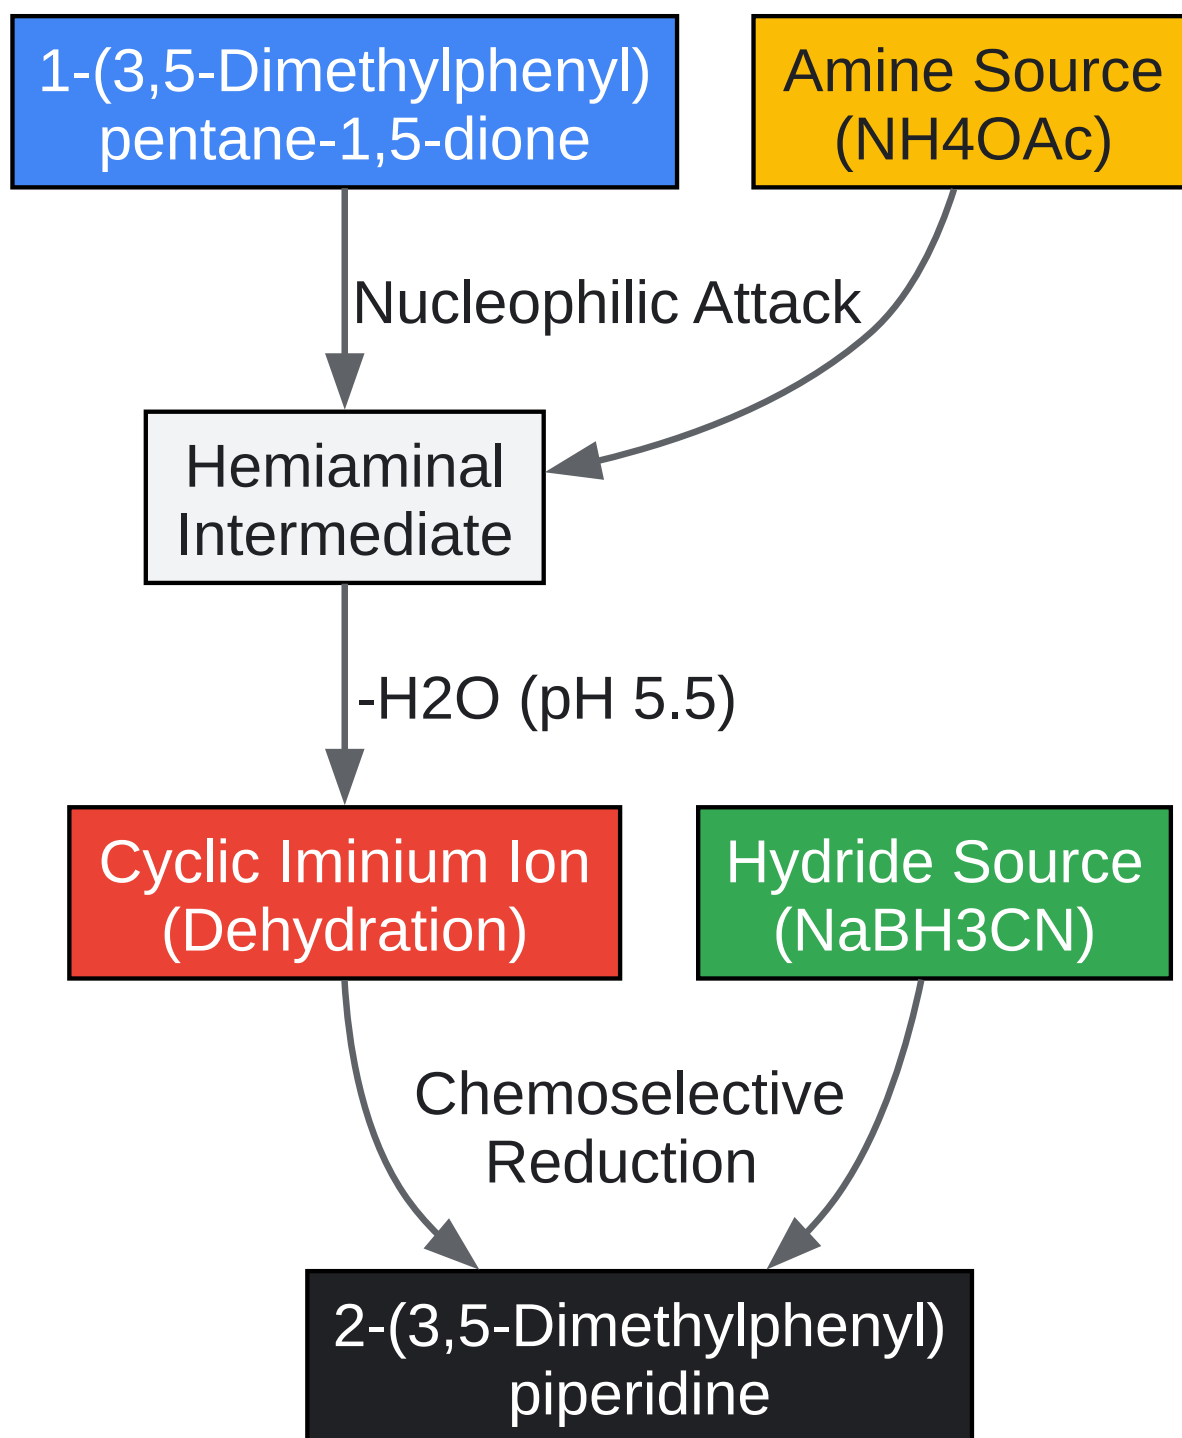 1-(3,5-Dimethylphenyl)
pentane-1,5-dione
Amine Source
(NH4OAc)
Nucleophilic Attack
Hemiaminal
Intermediate
-H2O (pH 5.5)
Cyclic Iminium Ion
(Dehydration)
Hydride Source
(NaBH3CN)
Chemoselective
Reduction
2-(3,5-Dimethylphenyl)
piperidine